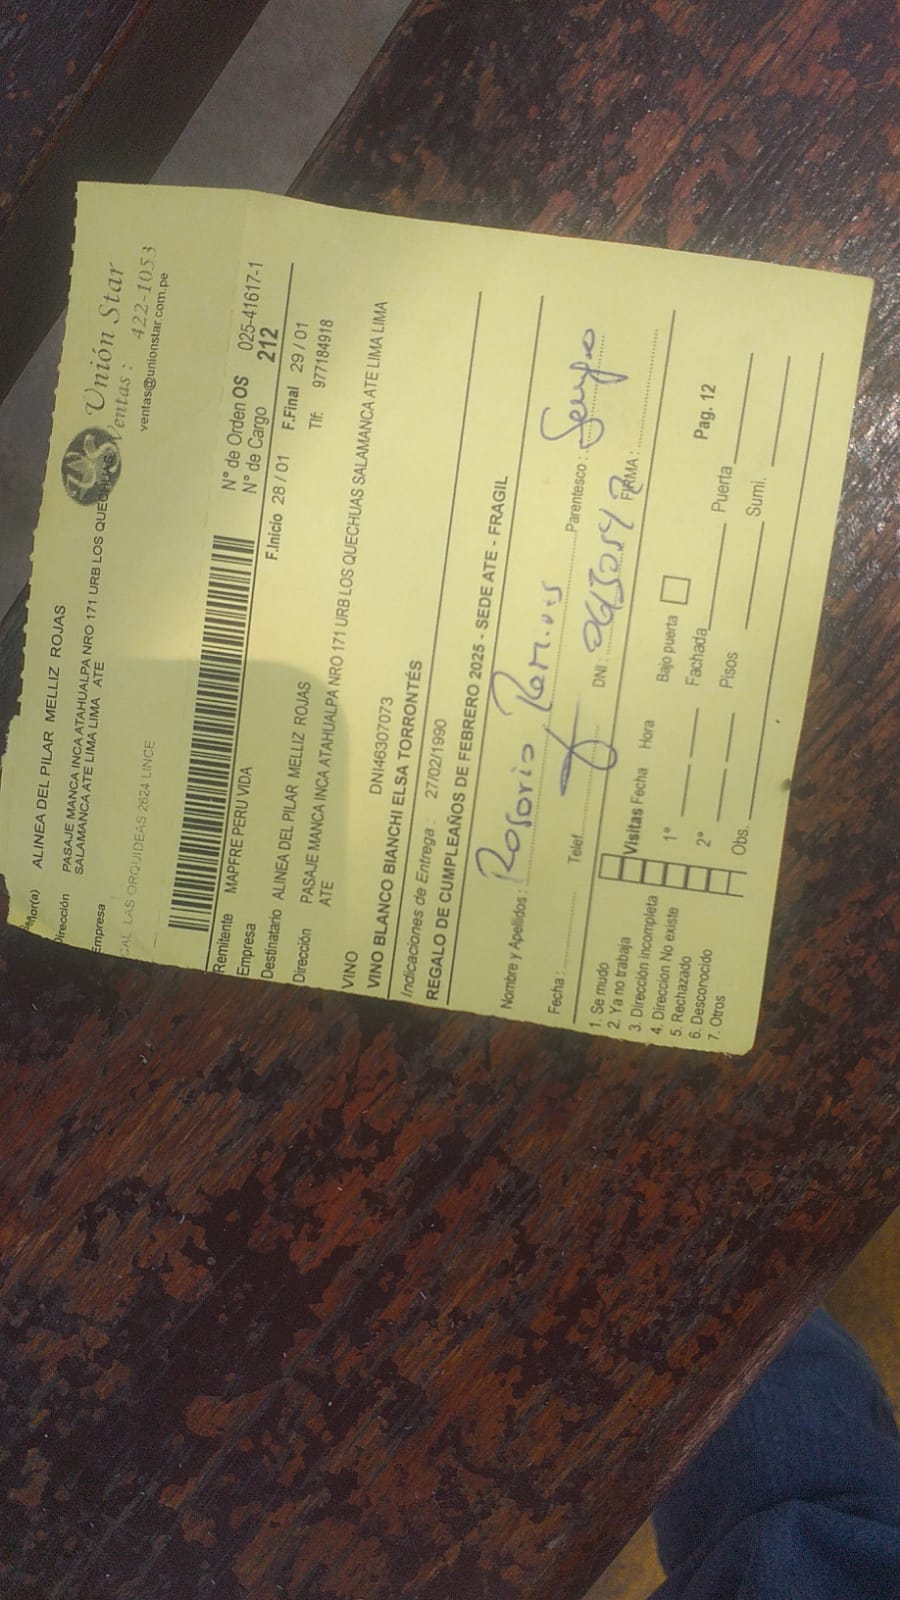 Señor(a) ALINEA DEL PILAR MELLIZ ROJAS
Dirección PASAJE MANCA INCA ATAHUALPA NRO 171 URB LOS QUECHUAS
SALAMANCA ATE LIMA LIMA ATE
Empresa
CAL LAS ORQUIDEAS 2624 LINCE
Unión Star
Ventas: 422-1053
ventas@unionstar.com.pe
N° de Orden OS 025-41617-1
N° de Cargo 212
Remitente MAPFRE PERU VIDA
F.Inicio 28 / 01 F.Final 29 / 01
Empresa
Destinatario ALINEA DEL PILAR MELLIZ ROJAS Tlf: 977184918
Dirección PASAJE MANCA INCA ATAHUALPA NRO 171 URB LOS QUECHUAS SALAMANCA ATE LIMA LIMA
ATE
VINO DNI46307073
VINO BLANCO BIANCHI ELSA TORRONTÉS
Indicaciones de Entrega : 27/02/1990
REGALO DE CUMPLEAÑOS DE FEBRERO 2025 - SEDE ATE - FRAGIL
Nombre y Apellidos : Rosario Parentesco :
Fecha : Telef. DNI : FIRMA :
1. Se mudo
2. Ya no trabaja
3. Dirección incompleta
4. Direccion No existe
5. Rechazado
6. Desconocido
7. Otros
Visitas Fecha Hora Bajo puerta
1° Fachada Puerta Pag. 12
2° Pisos Sumi.
Obs.